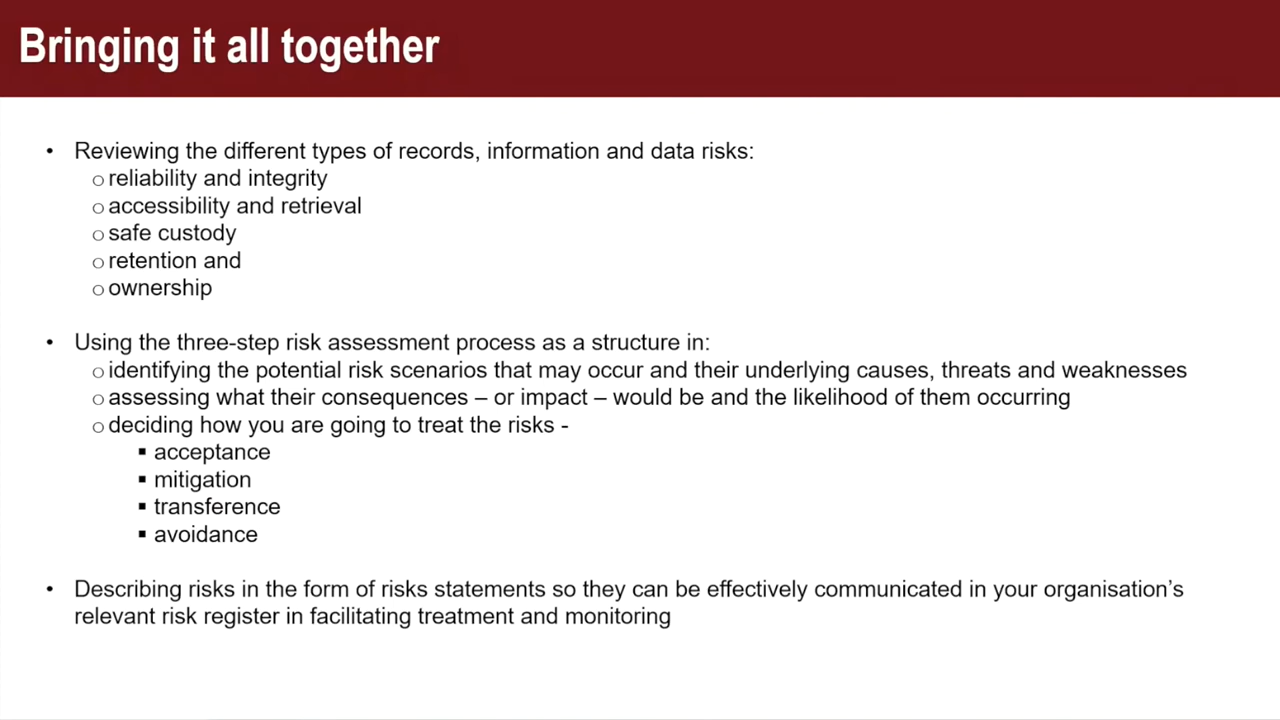 Bringing it all together
• Reviewing the different types of records, information and data risks:
o reliability and integrity
o accessibility and retrieval
o safe custody
o retention and
o ownership
• Using the three-step risk assessment process as a structure in:
o identifying the potential risk scenarios that may occur and their underlying causes, threats and weaknesses
o assessing what their consequences – or impact – would be and the likelihood of them occurring
o deciding how you are going to treat the risks -
▪ acceptance
▪ mitigation
▪ transference
▪ avoidance
• Describing risks in the form of risks statements so they can be effectively communicated in your organisation’s
relevant risk register in facilitating treatment and monitoring